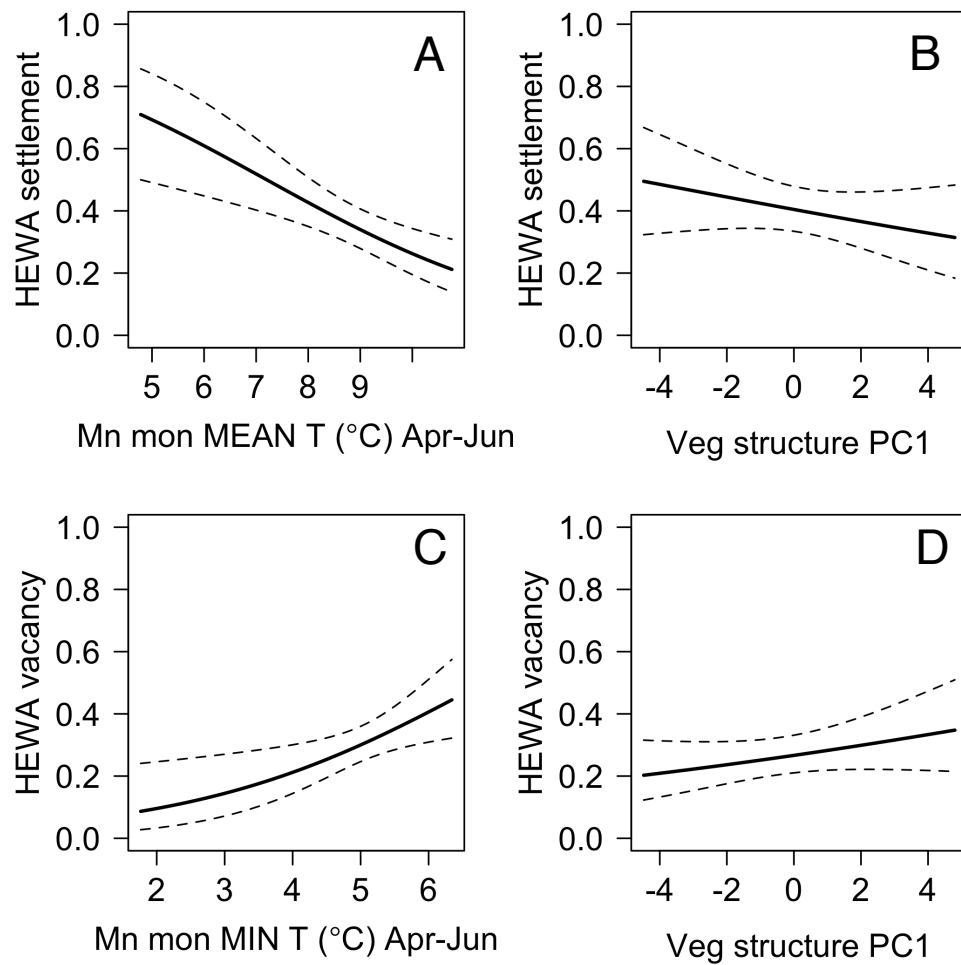 A
HEWA settlement
1.0
0.8
0.6
0.4
0.2
0.0
5 6 7 8 9
Mn mon MEAN T (°C) Apr-Jun
B
HEWA settlement
1.0
0.8
0.6
0.4
0.2
0.0
-4 -2 0 2 4
Veg structure PC1
C
HEWA vacancy
1.0
0.8
0.6
0.4
0.2
0.0
2 3 4 5 6
Mn mon MIN T (°C) Apr-Jun
D
HEWA vacancy
1.0
0.8
0.6
0.4
0.2
0.0
-4 -2 0 2 4
Veg structure PC1